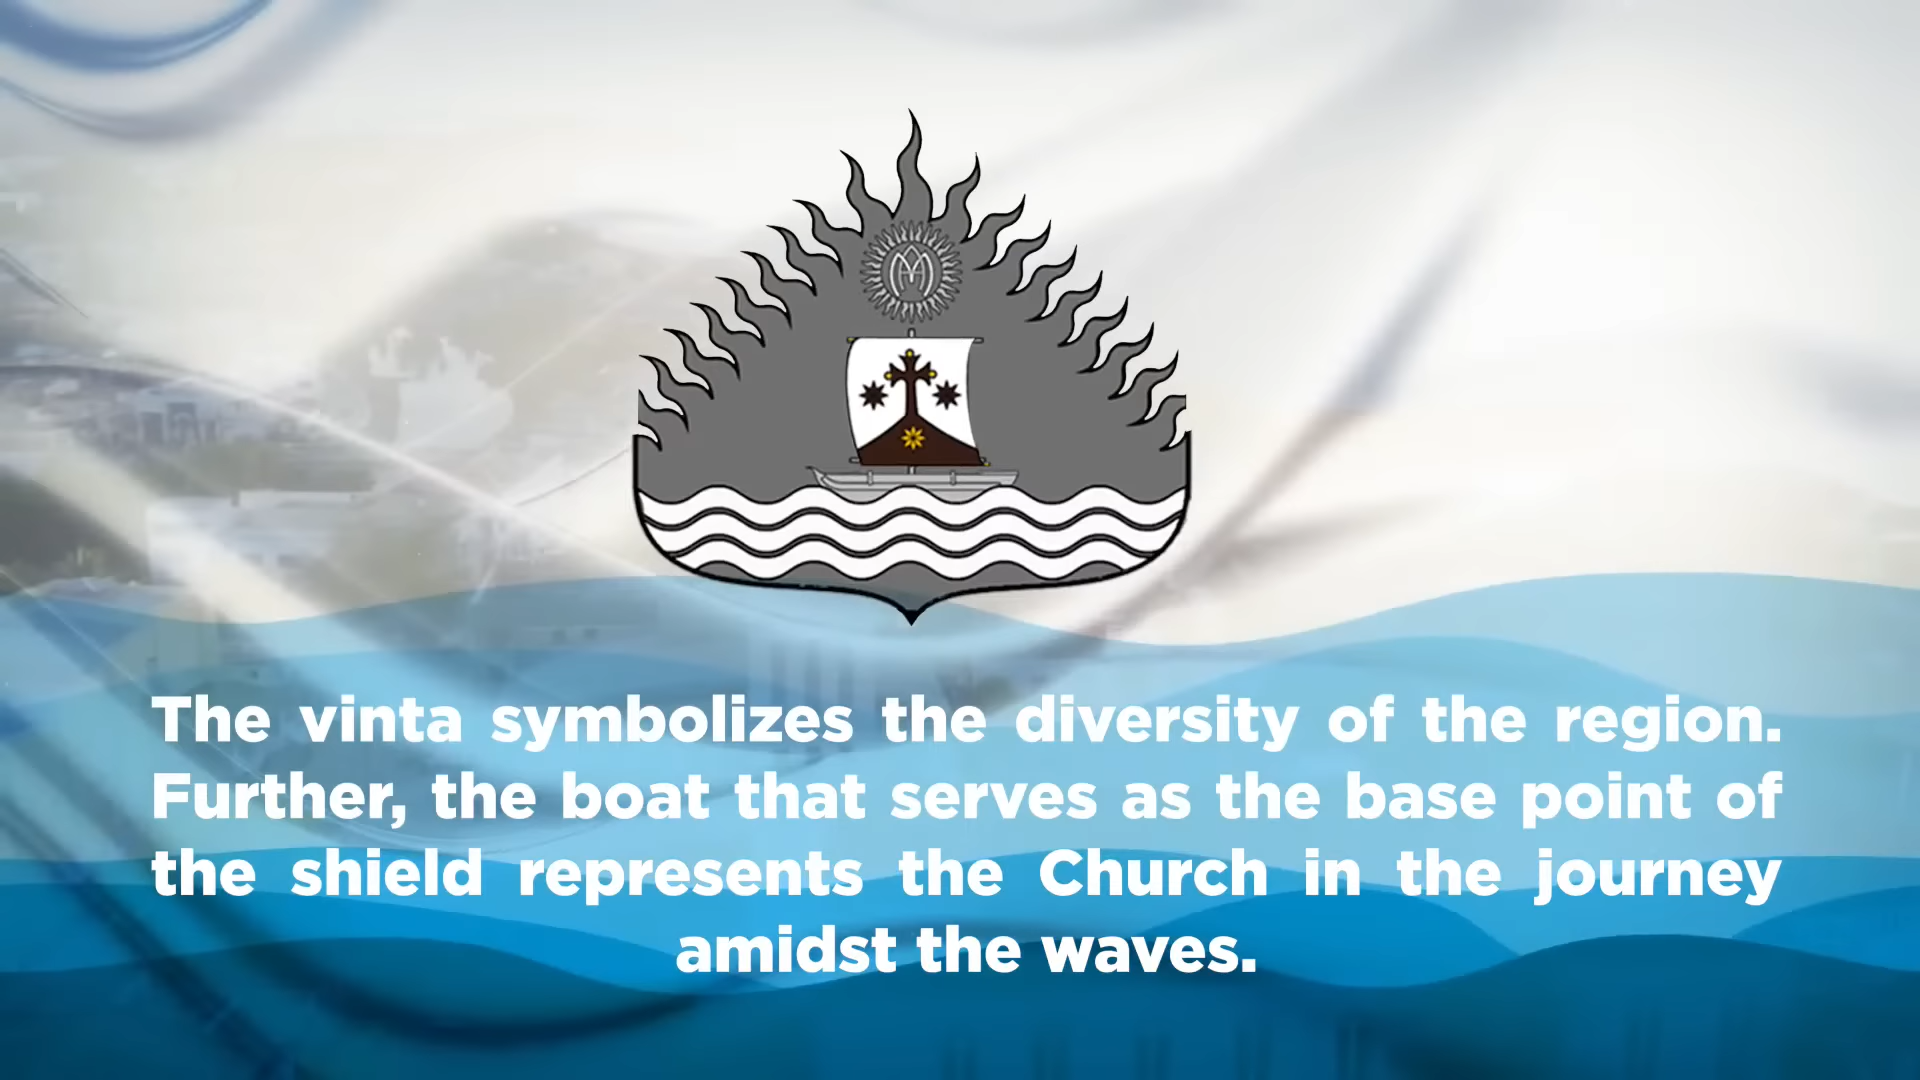 The vinta symbolizes the diversity of the region.
Further, the boat that serves as the base point of
the shield represents the Church in the journey
amidst the waves.